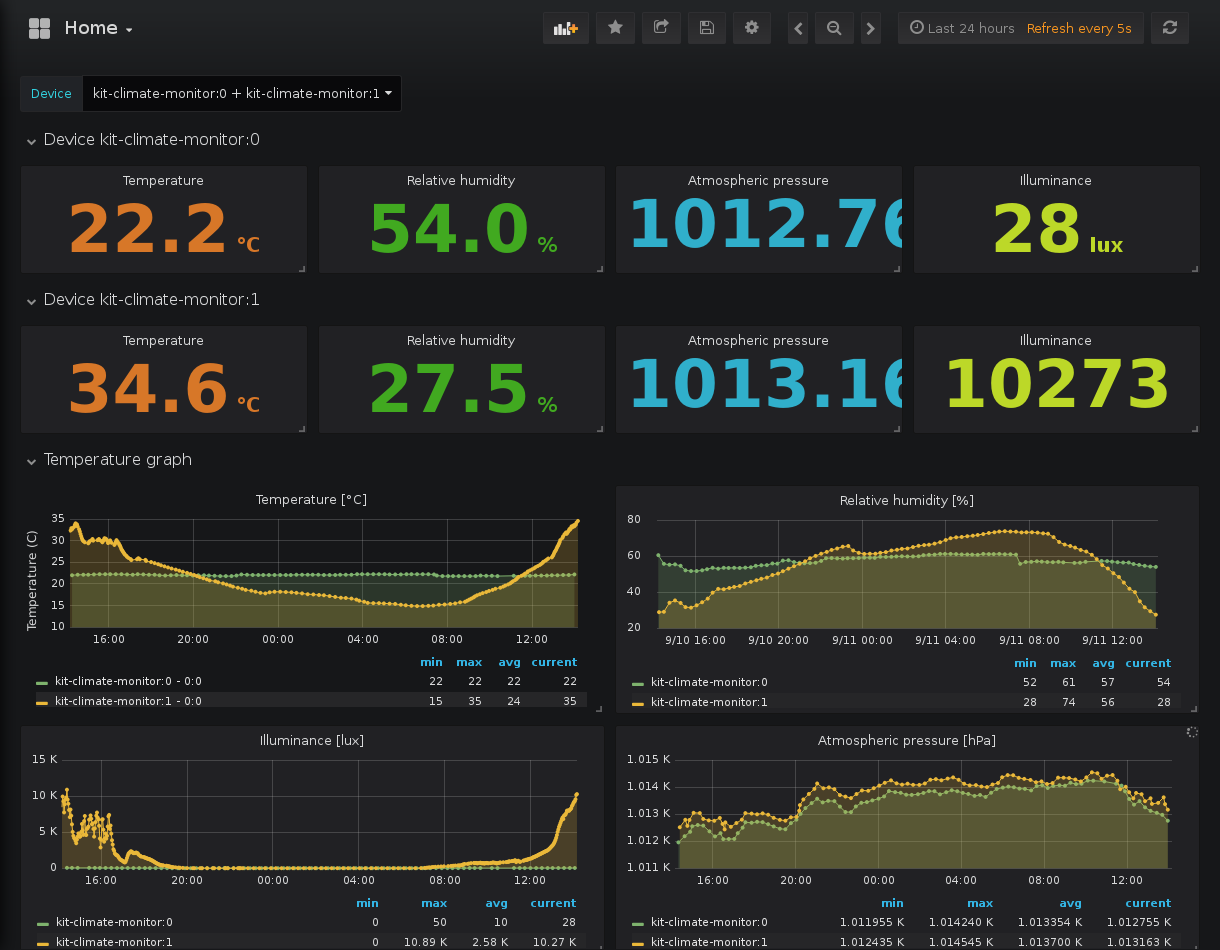 Home
Last 24 hours Refresh every 5s
Device kit-climate-monitor:0 + kit-climate-monitor:1
Device kit-climate-monitor:0
Temperature Relative humidity Atmospheric pressure Illuminance
22.2 °C 54.0 % 1012.76 28 lux
Device kit-climate-monitor:1
Temperature Relative humidity Atmospheric pressure Illuminance
34.6 °C 27.5 % 1013.16 10273
Temperature graph
Temperature [°C]
Temperature (C)
35
30
25
20
15
10
16:00 20:00 00:00 04:00 08:00 12:00
min max avg current
kit-climate-monitor:0 - 0:0 22 22 22 22
kit-climate-monitor:1 - 0:0 15 35 24 35
Relative humidity [%]
80
60
40
20
9/10 16:00 9/10 20:00 9/11 00:00 9/11 04:00 9/11 08:00 9/11 12:00
min max avg current
kit-climate-monitor:0 52 61 57 54
kit-climate-monitor:1 28 74 56 28
Illuminance [lux]
15 K
10 K
5 K
0
16:00 20:00 00:00 04:00 08:00 12:00
min max avg current
kit-climate-monitor:0 0 50 10 28
kit-climate-monitor:1 0 10.89 K 2.58 K 10.27 K
Atmospheric pressure [hPa]
1.015 K
1.014 K
1.013 K
1.012 K
1.011 K
16:00 20:00 00:00 04:00 08:00 12:00
min max avg current
kit-climate-monitor:0 1.011955 K 1.014240 K 1.013354 K 1.012755 K
kit-climate-monitor:1 1.012435 K 1.014545 K 1.013700 K 1.013163 K